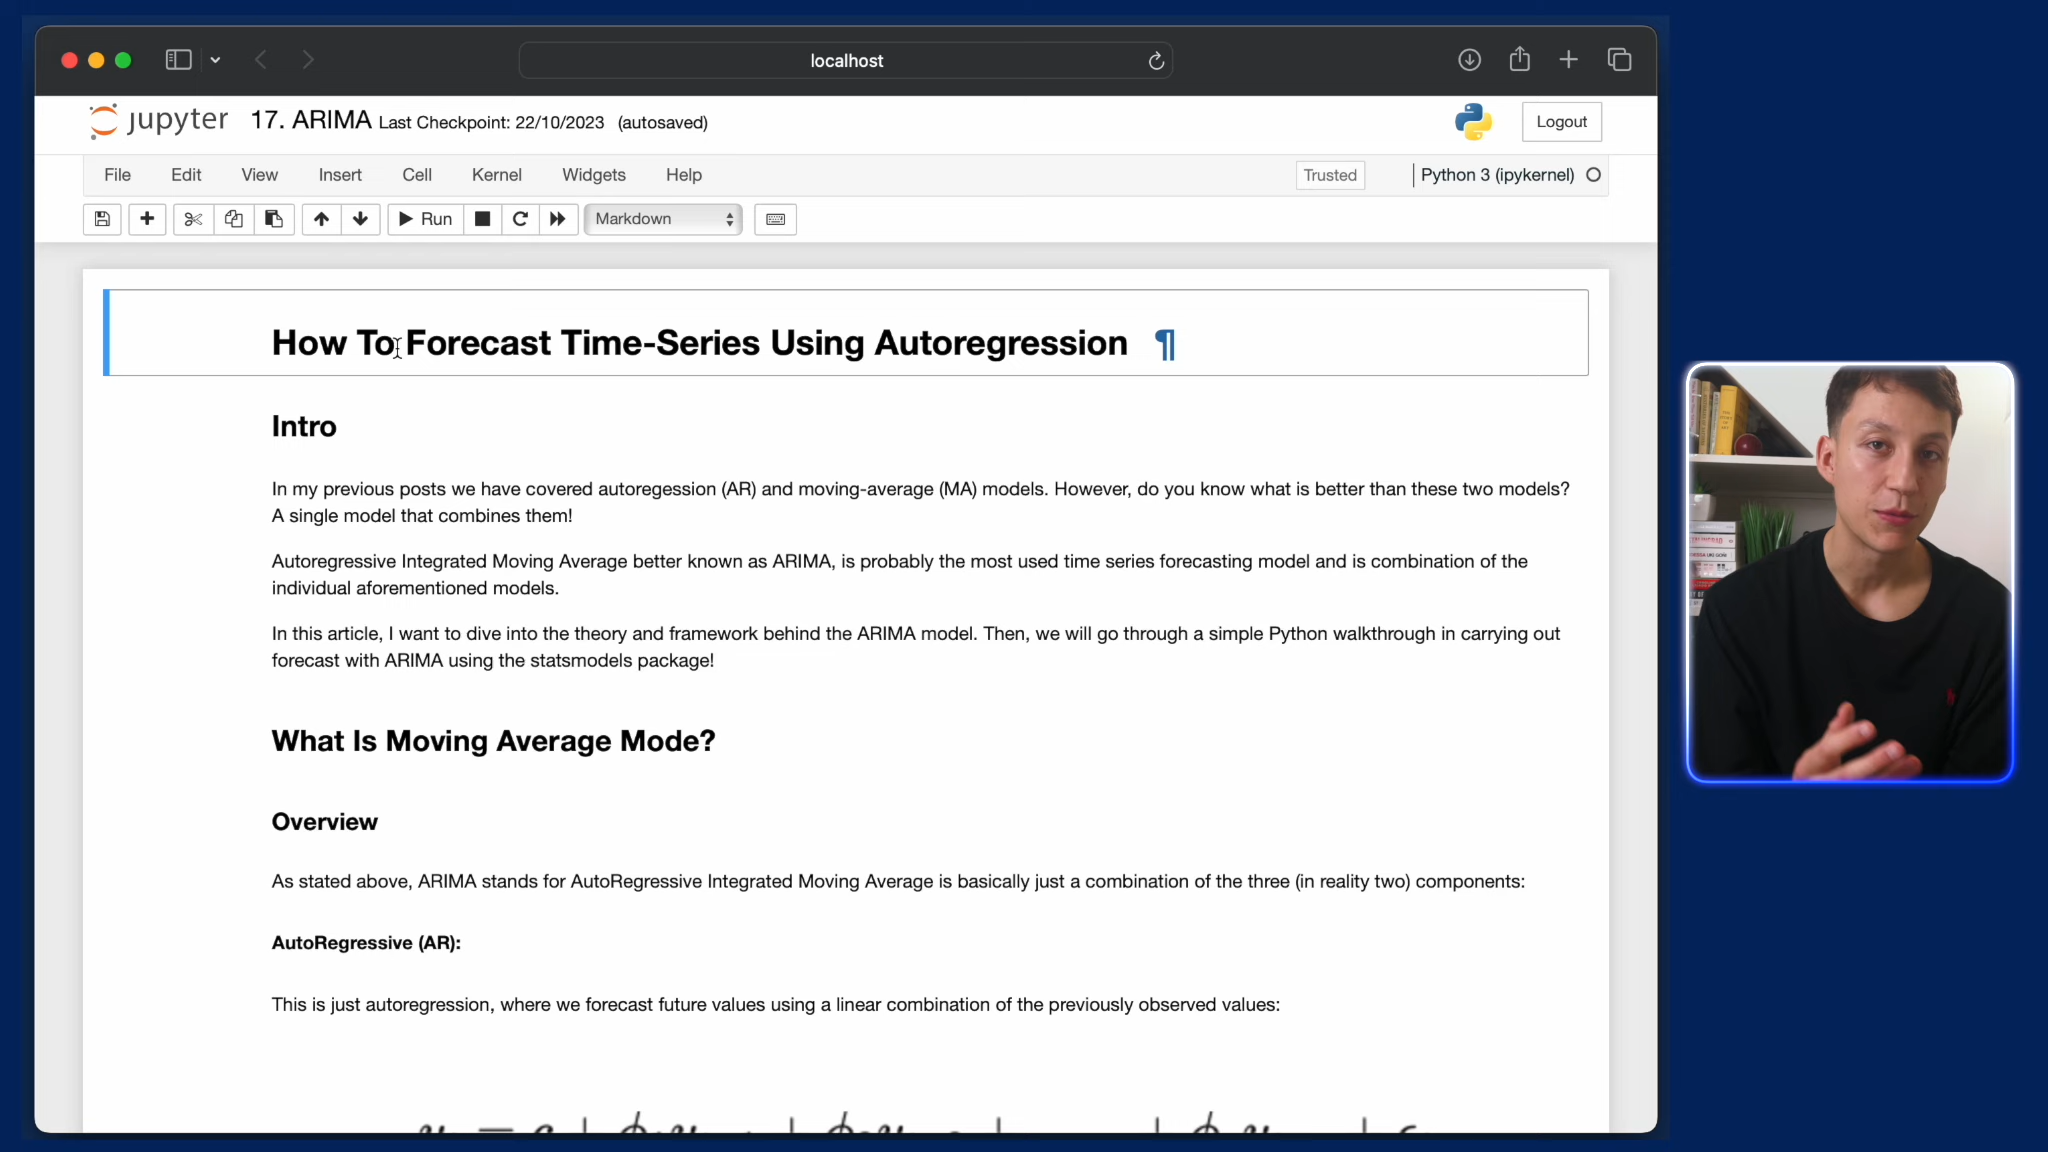 localhost
jupyter 17. ARIMA Last Checkpoint: 22/10/2023 (autosaved)
Logout
File Edit View Insert Cell Kernel Widgets Help
Trusted
Python 3 (ipykernel)
Run
Markdown
How To Forecast Time-Series Using Autoregression ¶
Intro
In my previous posts we have covered autoregession (AR) and moving-average (MA) models. However, do you know what is better than these two models?
A single model that combines them!
Autoregressive Integrated Moving Average better known as ARIMA, is probably the most used time series forecasting model and is combination of the
individual aforementioned models.
In this article, I want to dive into the theory and framework behind the ARIMA model. Then, we will go through a simple Python walkthrough in carrying out
forecast with ARIMA using the statsmodels package!
What Is Moving Average Mode?
Overview
As stated above, ARIMA stands for AutoRegressive Integrated Moving Average is basically just a combination of the three (in reality two) components:
AutoRegressive (AR):
This is just autoregression, where we forecast future values using a linear combination of the previously observed values: